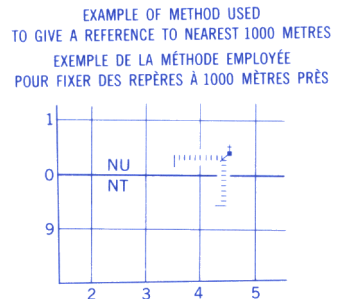 EXAMPLE OF METHOD USED
TO GIVE A REFERENCE TO NEAREST 1000 METRES
EXEMPLE DE LA MÉTHODE EMPLOYÉE
POUR FIXER DES REPÈRES À 1000 MÈTRES PRÈS
1
NU
0
NT
9
2 3 4 5